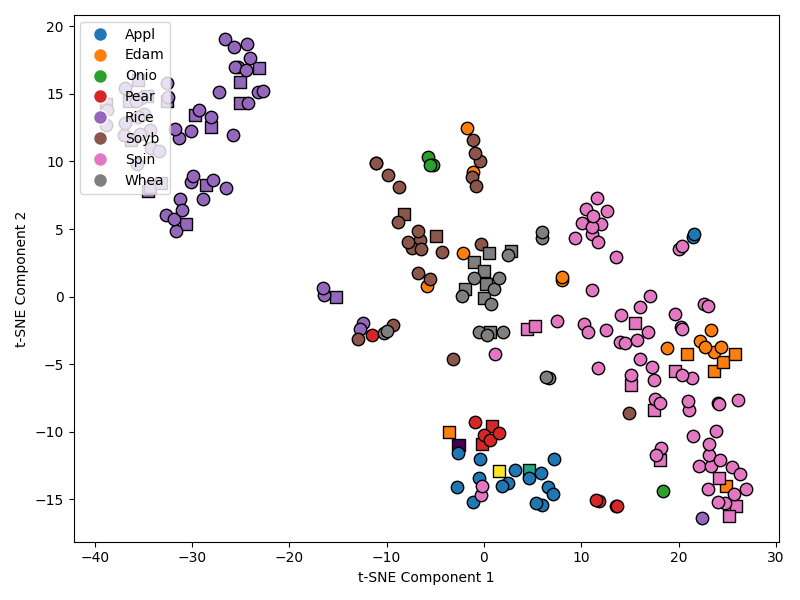 Appl
Edam
Onio
Pear
Rice
Soyb
Spin
Whea
20
15
10
5
0
−5
−10
−15
−40
−30
−20
−10
0
10
20
30
t-SNE Component 1
t-SNE Component 2